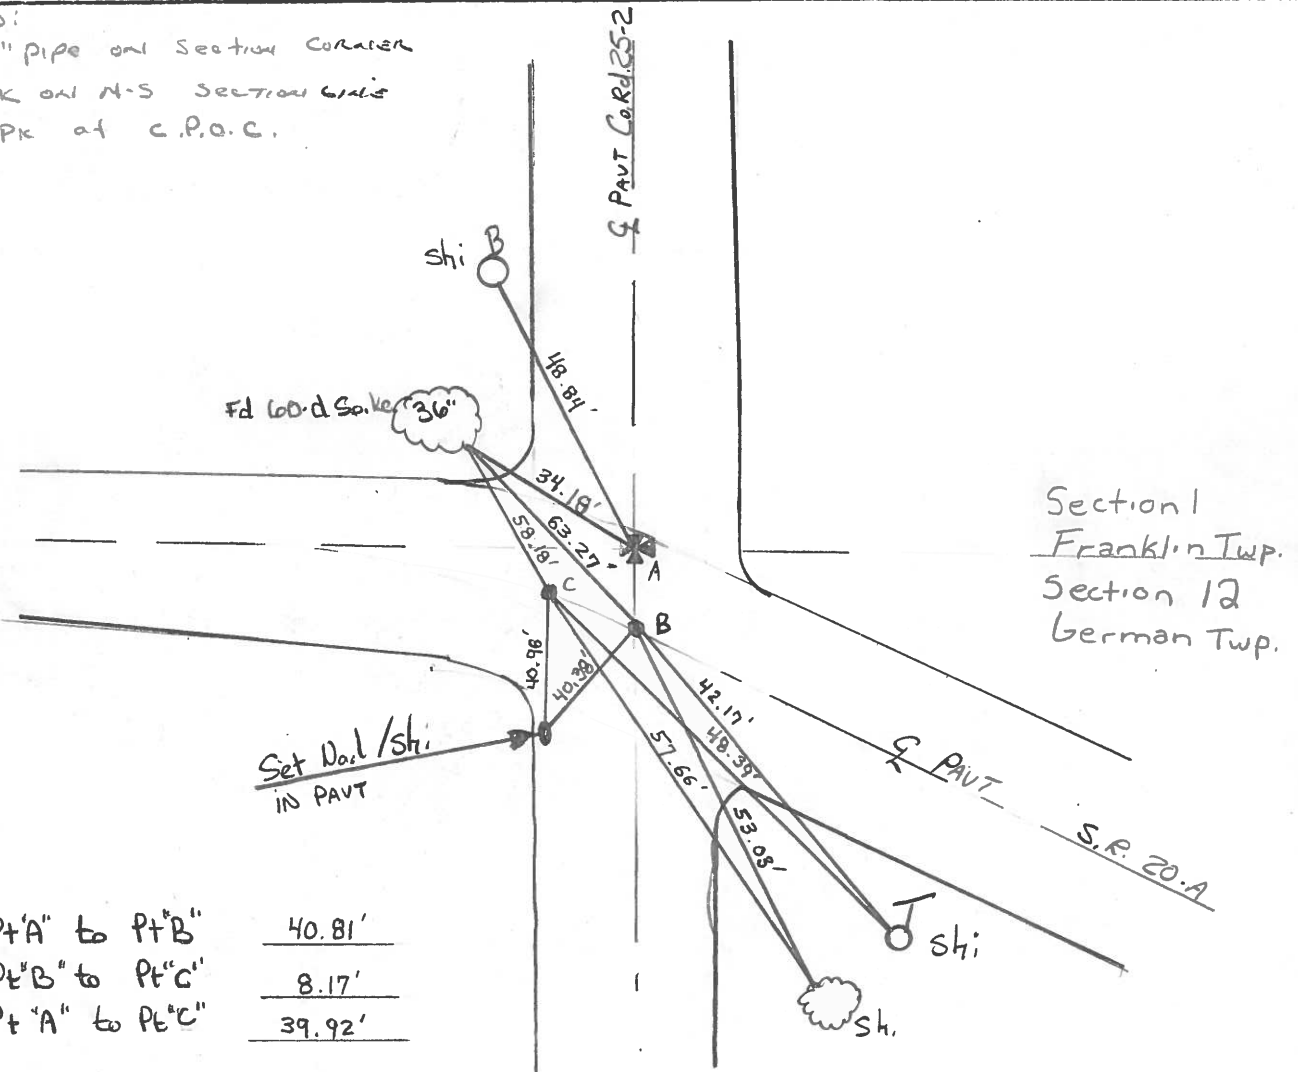 " pipe on Section Corner
K on N-S Section Line
PK at C.P.O.C.
℄ PAVT Co.Rd.25-2
B
Shi
48.84'
Fd 60.d Spike
36"
34.18'
63.27'
58.18'
A
C
B
40.96'
40.38'
Section 1
Franklin Twp.
Section 12
German Twp.
42.17'
48.39'
57.66'
53.03'
Set Nail/Shi.
IN PAVT
℄ PAVT
S.R. 20-A
Pt"A" to Pt"B" 40.81'
Pt"B" to Pt"C" 8.17'
Pt "A" to Pt"C" 39.92'
Shi
Sh.